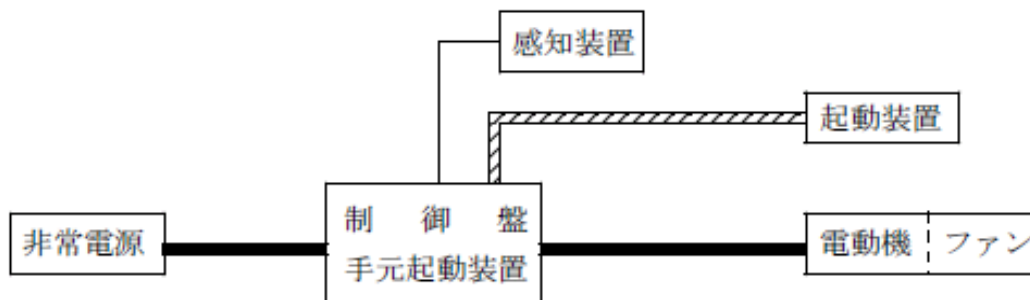 感知装置
起動装置
制御盤
手元起動装置
非常電源
電動機
ファン